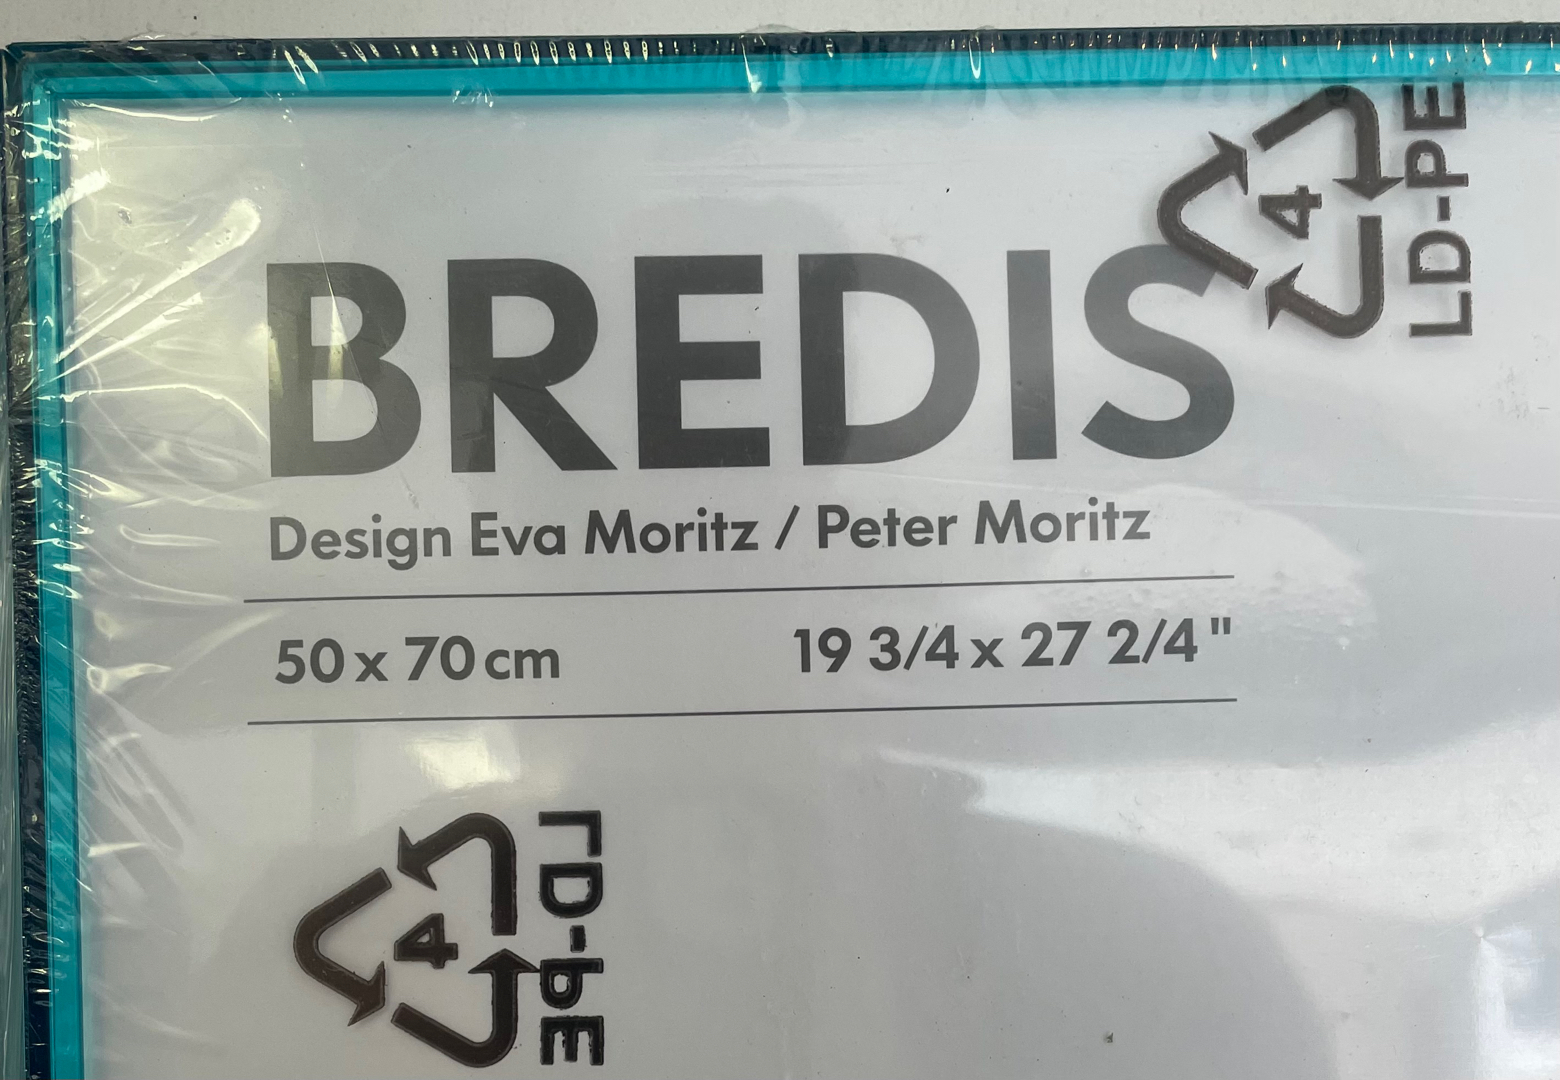 BREDIS
Design Eva Moritz / Peter Moritz
50 x 70 cm 19 3/4 x 27 2/4 "
4
LD-PE
4
LD-PE